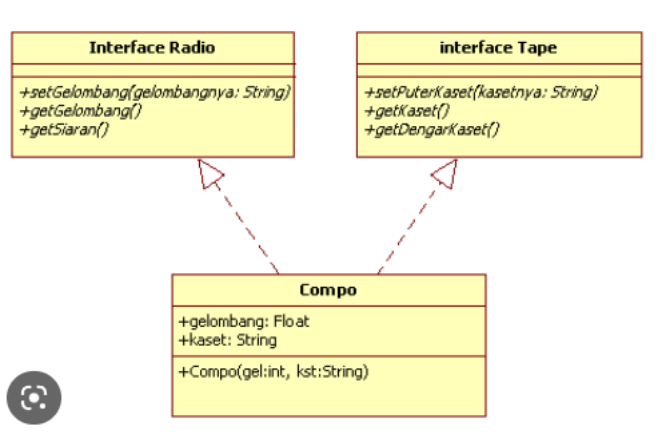 Interface Radio
+setGelombang(gelombangnya: String)
+getGelombang()
+getSiaran()
interface Tape
+setPuterKaset(kasetnya: String)
+getKaset()
+getDengarKaset()
Compo
+gelombang: Float
+kaset: String
+Compo(gel:int, kst:String)